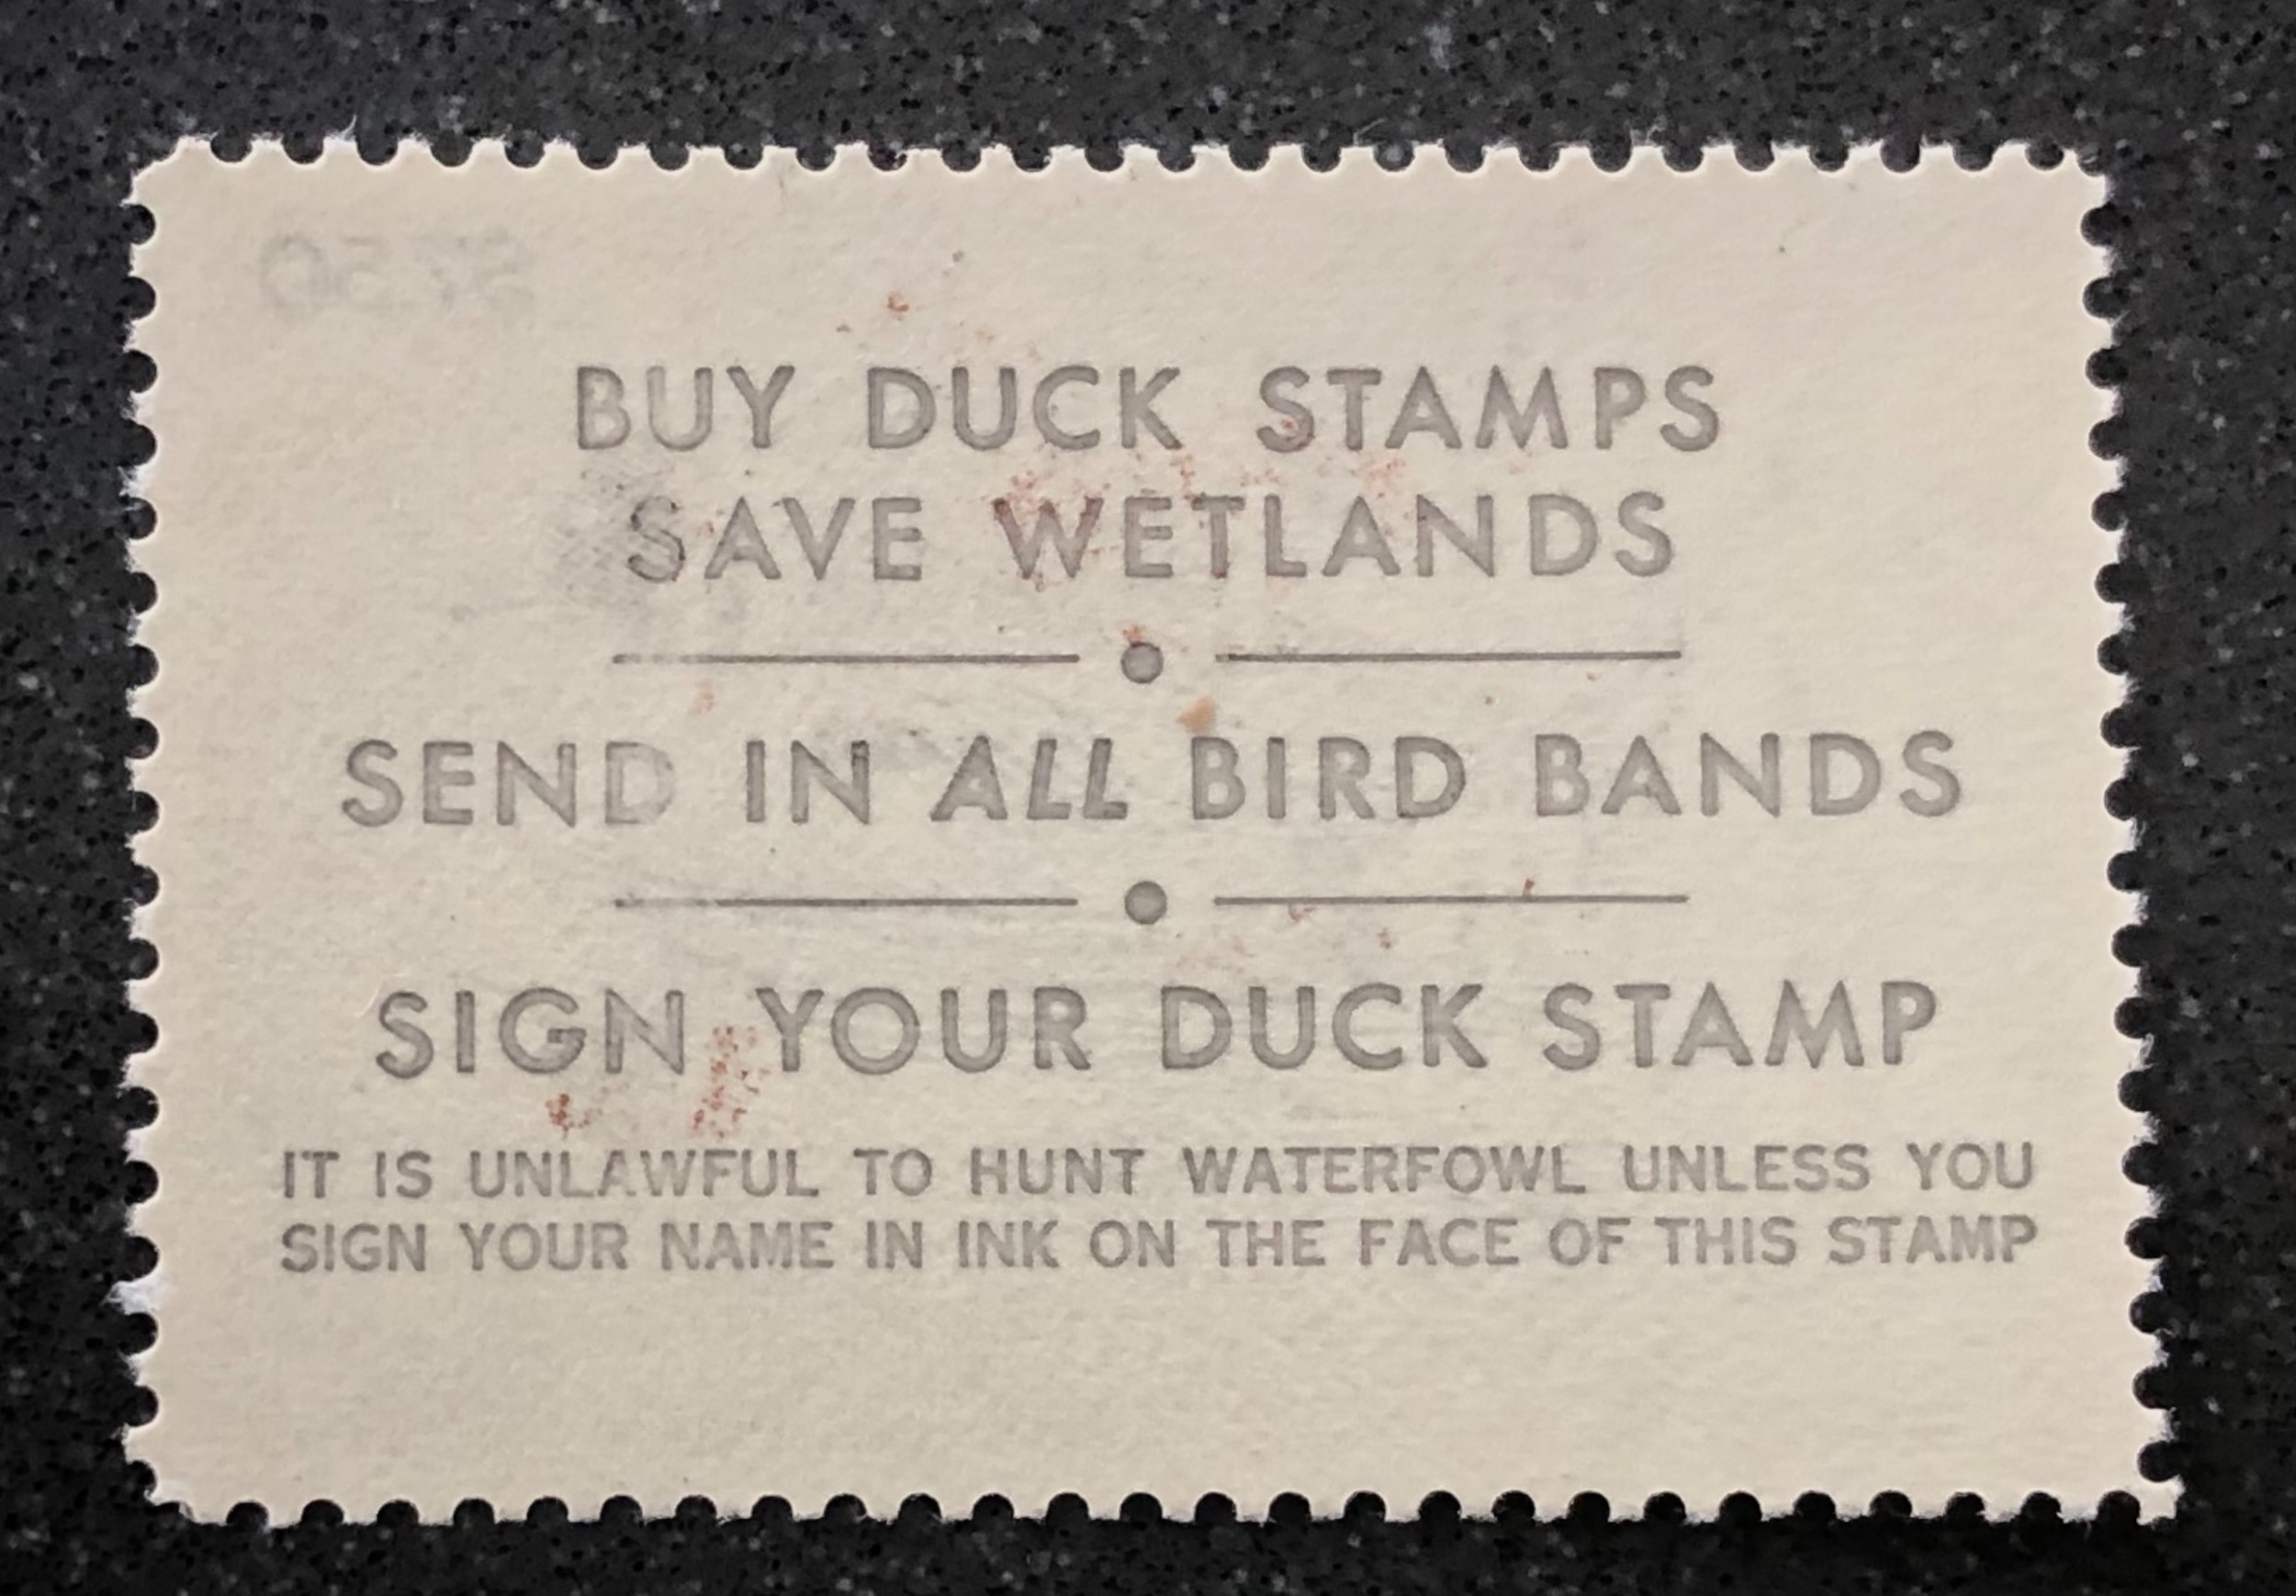 BUY DUCK STAMPS
SAVE WETLANDS
SEND IN ALL BIRD BANDS
SIGN YOUR DUCK STAMP
IT IS UNLAWFUL TO HUNT WATERFOWL UNLESS YOU
SIGN YOUR NAME IN INK ON THE FACE OF THIS STAMP